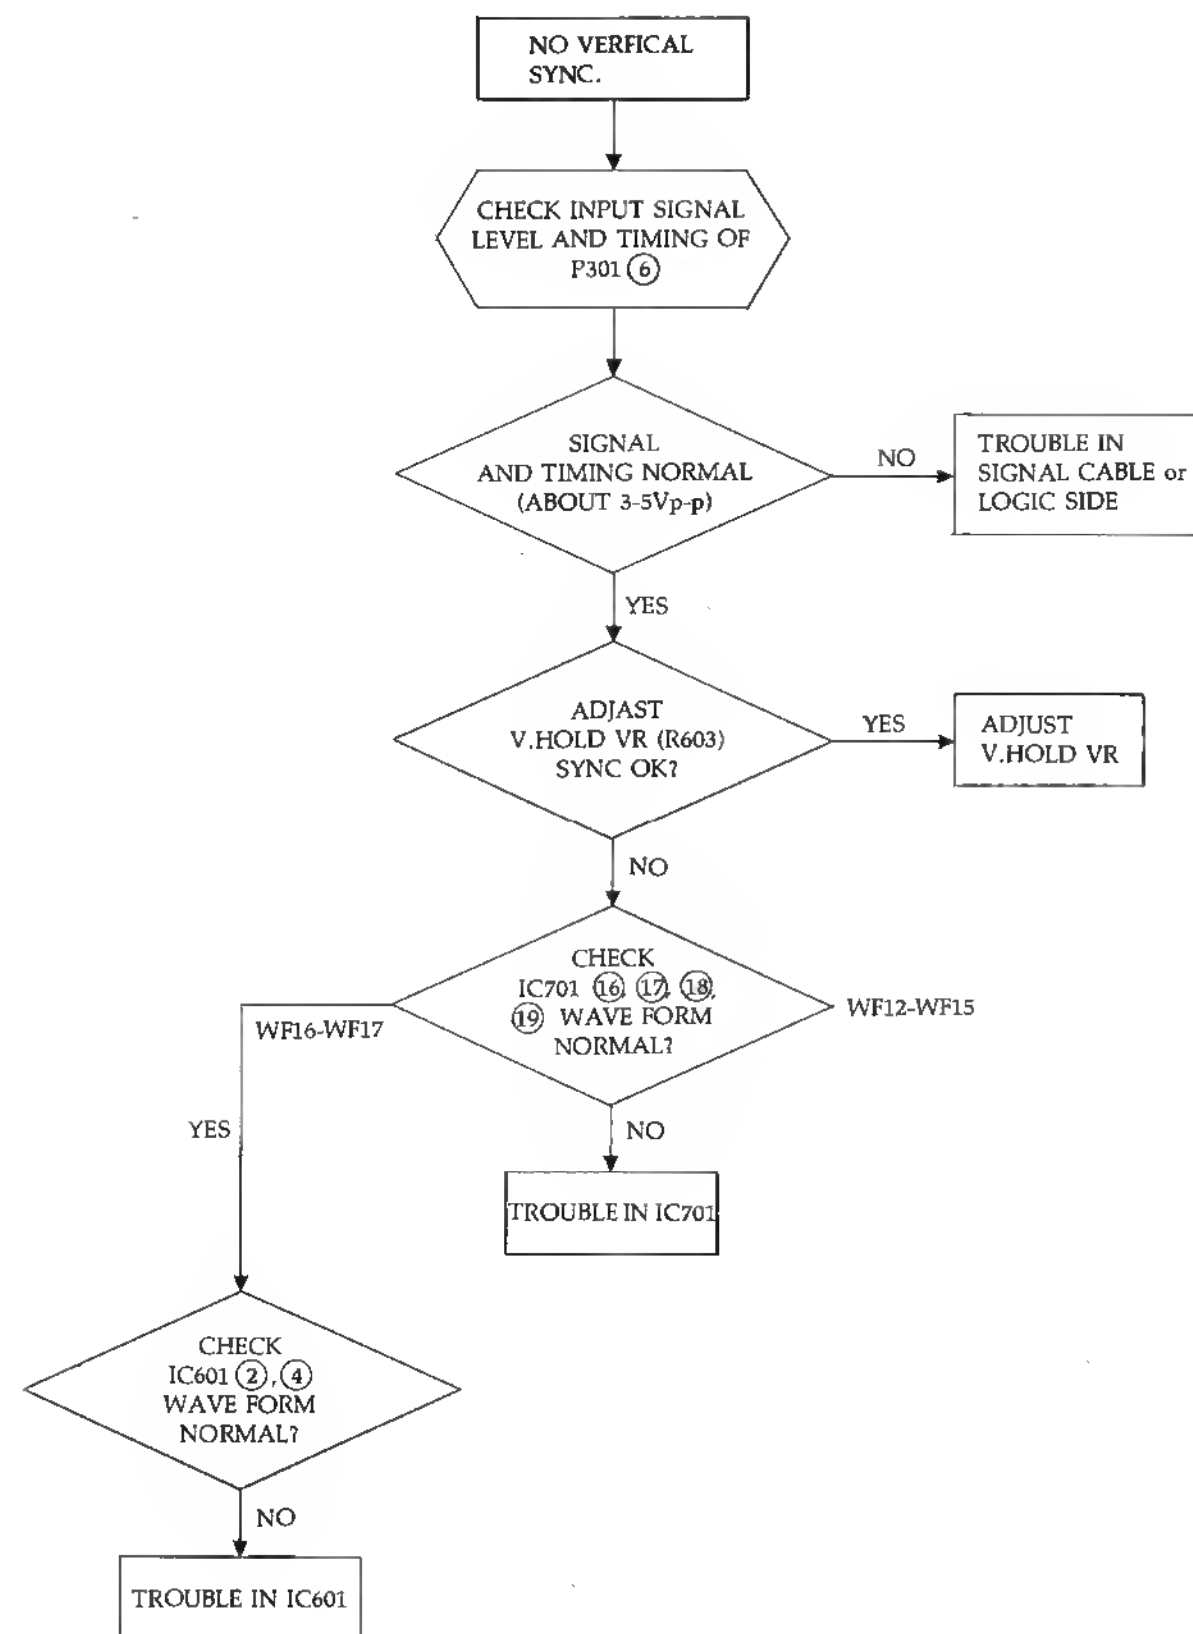 NO VERFICAL
SYNC.
CHECK INPUT SIGNAL
LEVEL AND TIMING OF
P301 ⑥
SIGNAL
AND TIMING NORMAL
(ABOUT 3-5Vp-p)
NO
TROUBLE IN
SIGNAL CABLE or
LOGIC SIDE
YES
ADJAST
V.HOLD VR (R603)
SYNC OK?
YES
ADJUST
V.HOLD VR
NO
CHECK
IC701 ⑯, ⑰, ⑱,
⑲ WAVE FORM
NORMAL?
WF12-WF15
WF16-WF17
YES
NO
TROUBLE IN IC701
CHECK
IC601 ②, ④
WAVE FORM
NORMAL?
NO
TROUBLE IN IC601